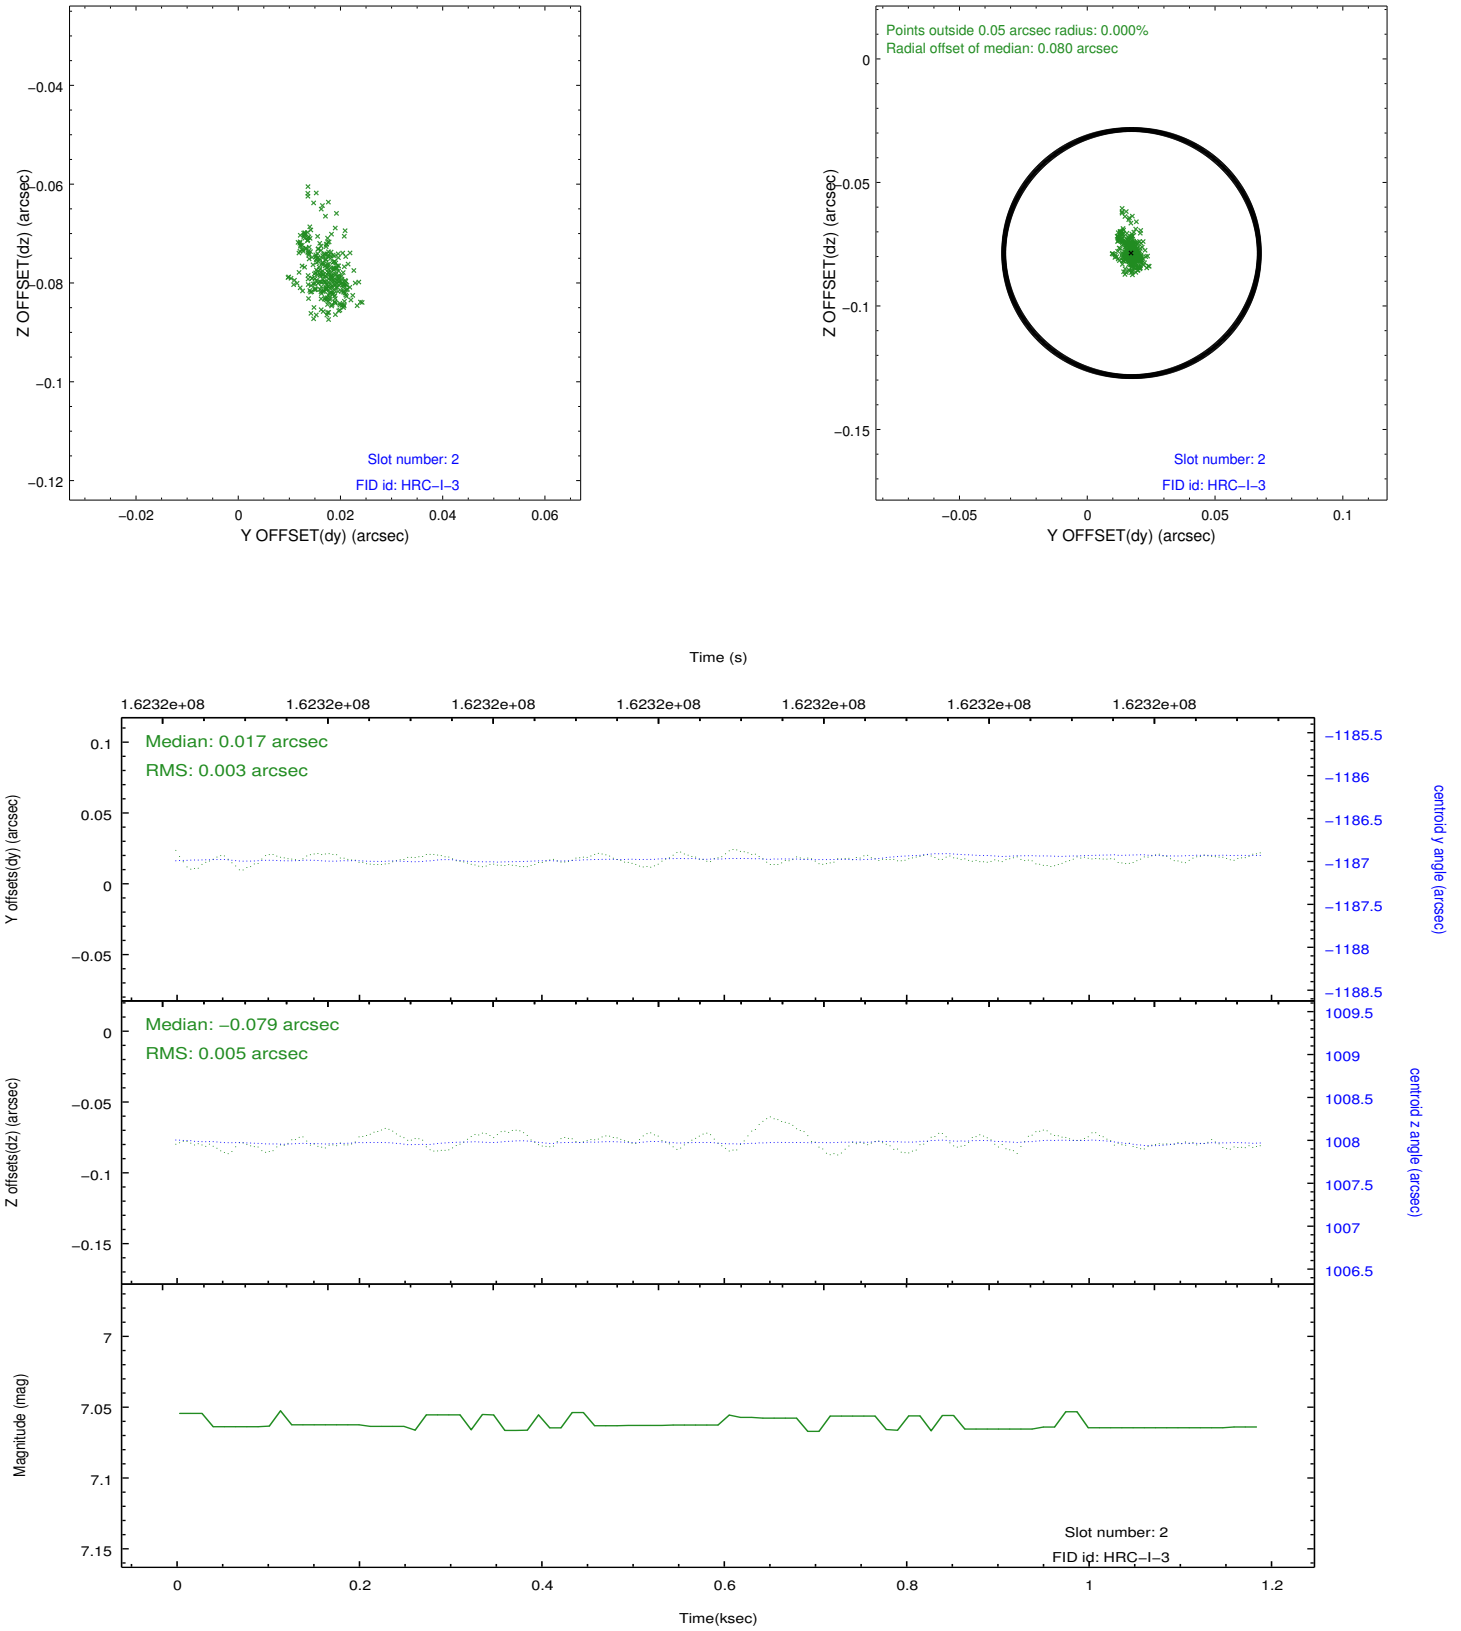 −0.04
−0.06
−0.08
−0.1
−0.12
Z OFFSET(dz) (arcsec)
Slot number: 2
FID id: HRC−I−3
−0.02 0 0.02 0.04 0.06
Y OFFSET(dy) (arcsec)
Points outside 0.05 arcsec radius: 0.000%
Radial offset of median: 0.080 arcsec
0
−0.05
−0.1
−0.15
Z OFFSET(dz) (arcsec)
Slot number: 2
FID id: HRC−I−3
−0.05 0 0.05 0.1
Y OFFSET(dy) (arcsec)
Time (s)
1.6232e+08 1.6232e+08 1.6232e+08 1.6232e+08 1.6232e+08 1.6232e+08 1.6232e+08
Median: 0.017 arcsec
RMS: 0.003 arcsec
0.1
0.05
0
−0.05
Y offsets(dy) (arcsec)
−1185.5
−1186
−1186.5
−1187
−1187.5
−1188
−1188.5
centroid y angle (arcsec)
Median: −0.079 arcsec
RMS: 0.005 arcsec
0
−0.05
−0.1
−0.15
Z offsets(dz) (arcsec)
1009.5
1009
1008.5
1008
1007.5
1007
1006.5
centroid z angle (arcsec)
7
7.05
7.1
7.15
Magnitude (mag)
Slot number: 2
FID id: HRC−I−3
0 0.2 0.4 0.6 0.8 1 1.2
Time(ksec)